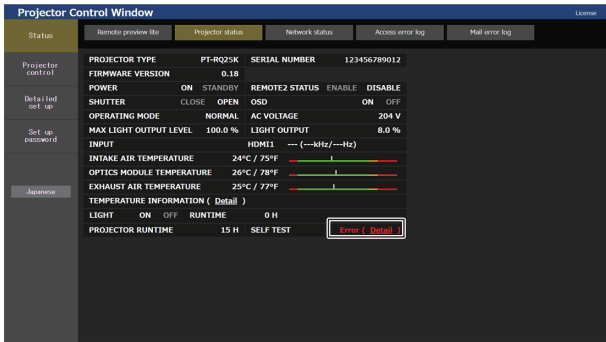 Projector Control Window
License
Status
Remote preview lite
Projector status
Network status
Access error log
Mail error log
Projector
control
Detailed
set up
Set up
password
Japanese
PROJECTOR TYPE PT-RQ25K SERIAL NUMBER 123456789012
FIRMWARE VERSION 0.18
POWER ON STANDBY REMOTE2 STATUS ENABLE DISABLE
SHUTTER CLOSE OPEN OSD ON OFF
OPERATING MODE NORMAL AC VOLTAGE 204 V
MAX LIGHT OUTPUT LEVEL 100.0 % LIGHT OUTPUT 8.0 %
INPUT HDMI1 --- (---kHz/---Hz)
INTAKE AIR TEMPERATURE 24°C / 75°F
OPTICS MODULE TEMPERATURE 26°C / 78°F
EXHAUST AIR TEMPERATURE 25°C / 77°F
TEMPERATURE INFORMATION ( Detail )
LIGHT ON OFF RUNTIME 0 H
PROJECTOR RUNTIME 15 H SELF TEST Error ( Detail )